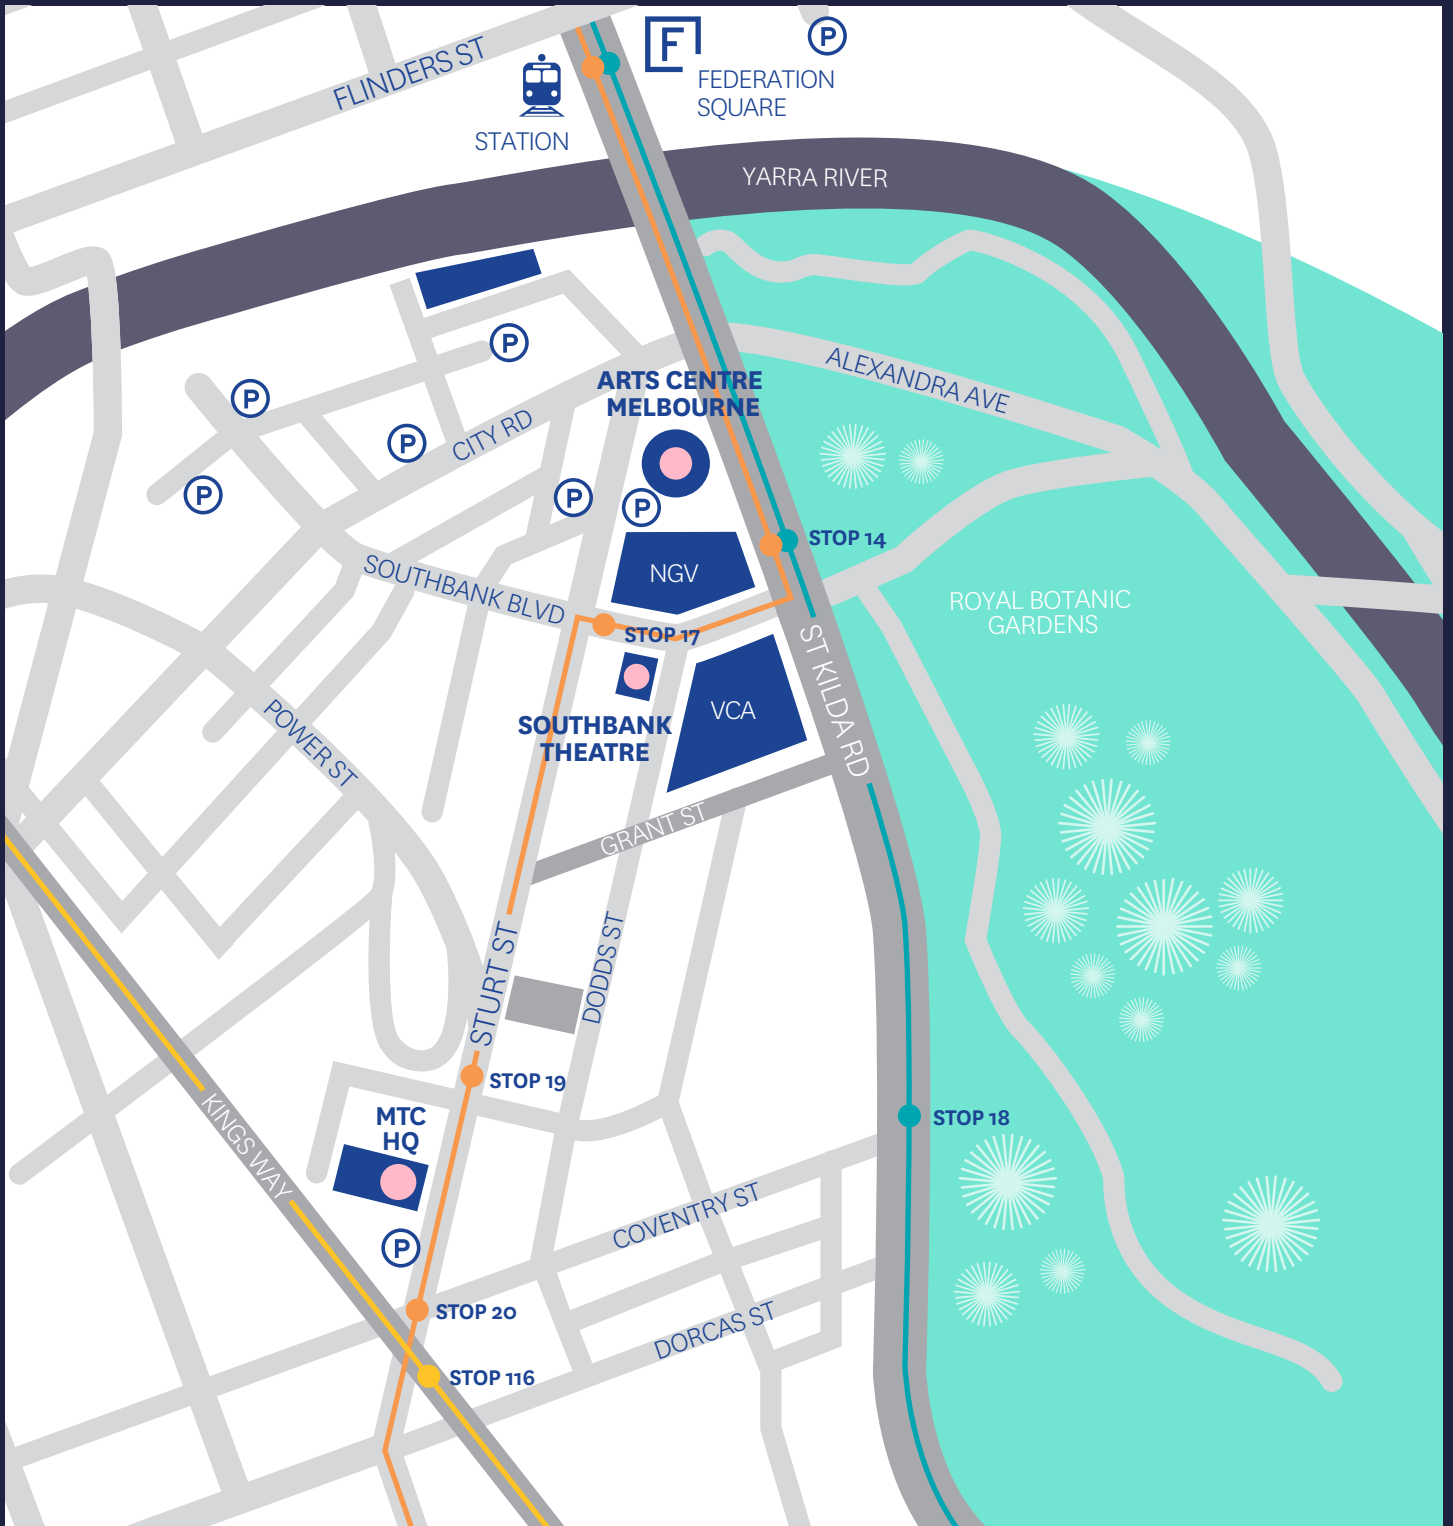 F
P
FLINDERS ST
FEDERATION
SQUARE
STATION
YARRA RIVER
P
ALEXANDRA AVE
ARTS CENTRE
MELBOURNE
P
CITY RD
P
P
P
P
STOP 14
SOUTHBANK BLVD
NGV
ROYAL BOTANIC
GARDENS
STOP 17
ST KILDA RD
POWER ST
VCA
SOUTHBANK
THEATRE
GRANT ST
STURT ST
DODDS ST
STOP 19
MTC
HQ
STOP 18
KINGS WAY
COVENTRY ST
P
STOP 20
DORCAS ST
STOP 116